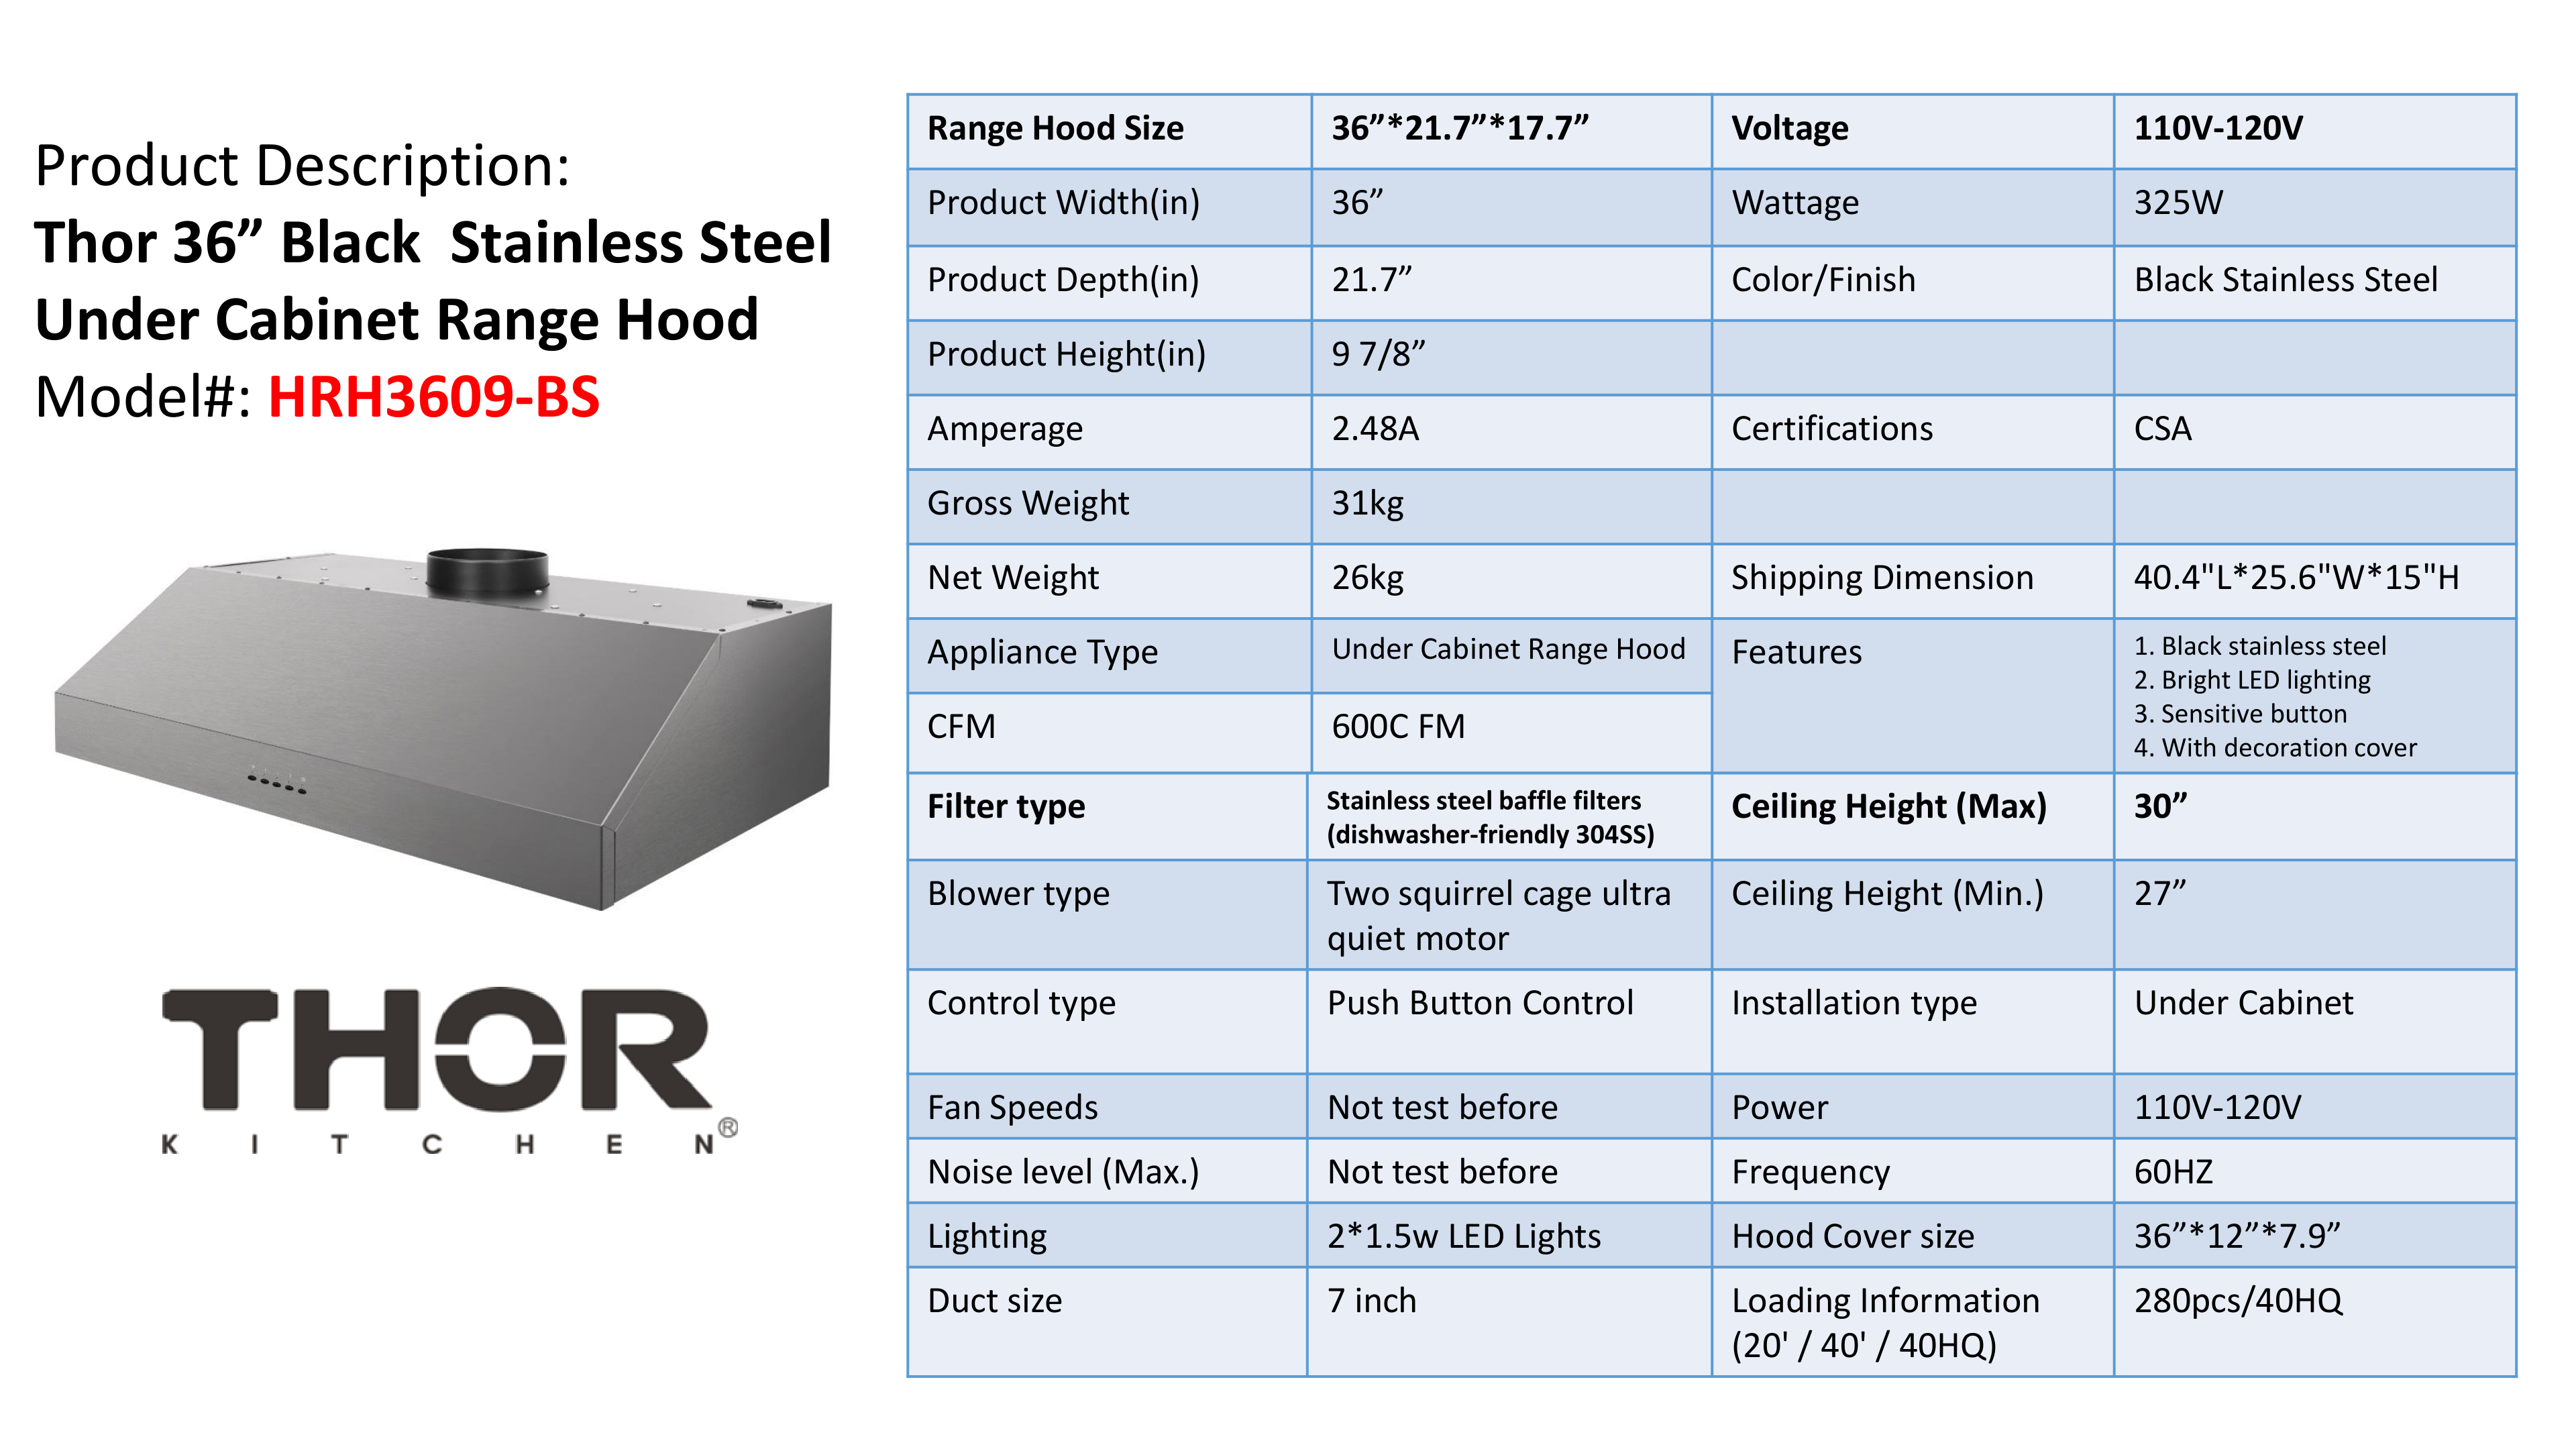 Product Description:
Thor 36” Black  Stainless Steel
Under Cabinet Range Hood
Model#: HRH3609-BS
THOR
KITCHEN®
Range Hood Size 36”*21.7”*17.7” Voltage 110V-120V
Product Width(in) 36” Wattage 325W
Product Depth(in) 21.7” Color/Finish Black Stainless Steel
Product Height(in) 9 7/8”
Amperage 2.48A Certifications CSA
Gross Weight 31kg
Net Weight 26kg Shipping Dimension 40.4"L*25.6"W*15"H
Appliance Type Under Cabinet Range Hood Features 1. Black stainless steel
2. Bright LED lighting
3. Sensitive button
4. With decoration cover
CFM 600C FM
Filter type Stainless steel baffle filters
(dishwasher-friendly 304SS) Ceiling Height (Max) 30”
Blower type Two squirrel cage ultra
quiet motor Ceiling Height (Min.) 27”
Control type Push Button Control Installation type Under Cabinet
Fan Speeds Not test before Power 110V-120V
Noise level (Max.) Not test before Frequency 60HZ
Lighting 2*1.5w LED Lights Hood Cover size 36”*12”*7.9”
Duct size 7 inch Loading Information
(20' / 40' / 40HQ) 280pcs/40HQ